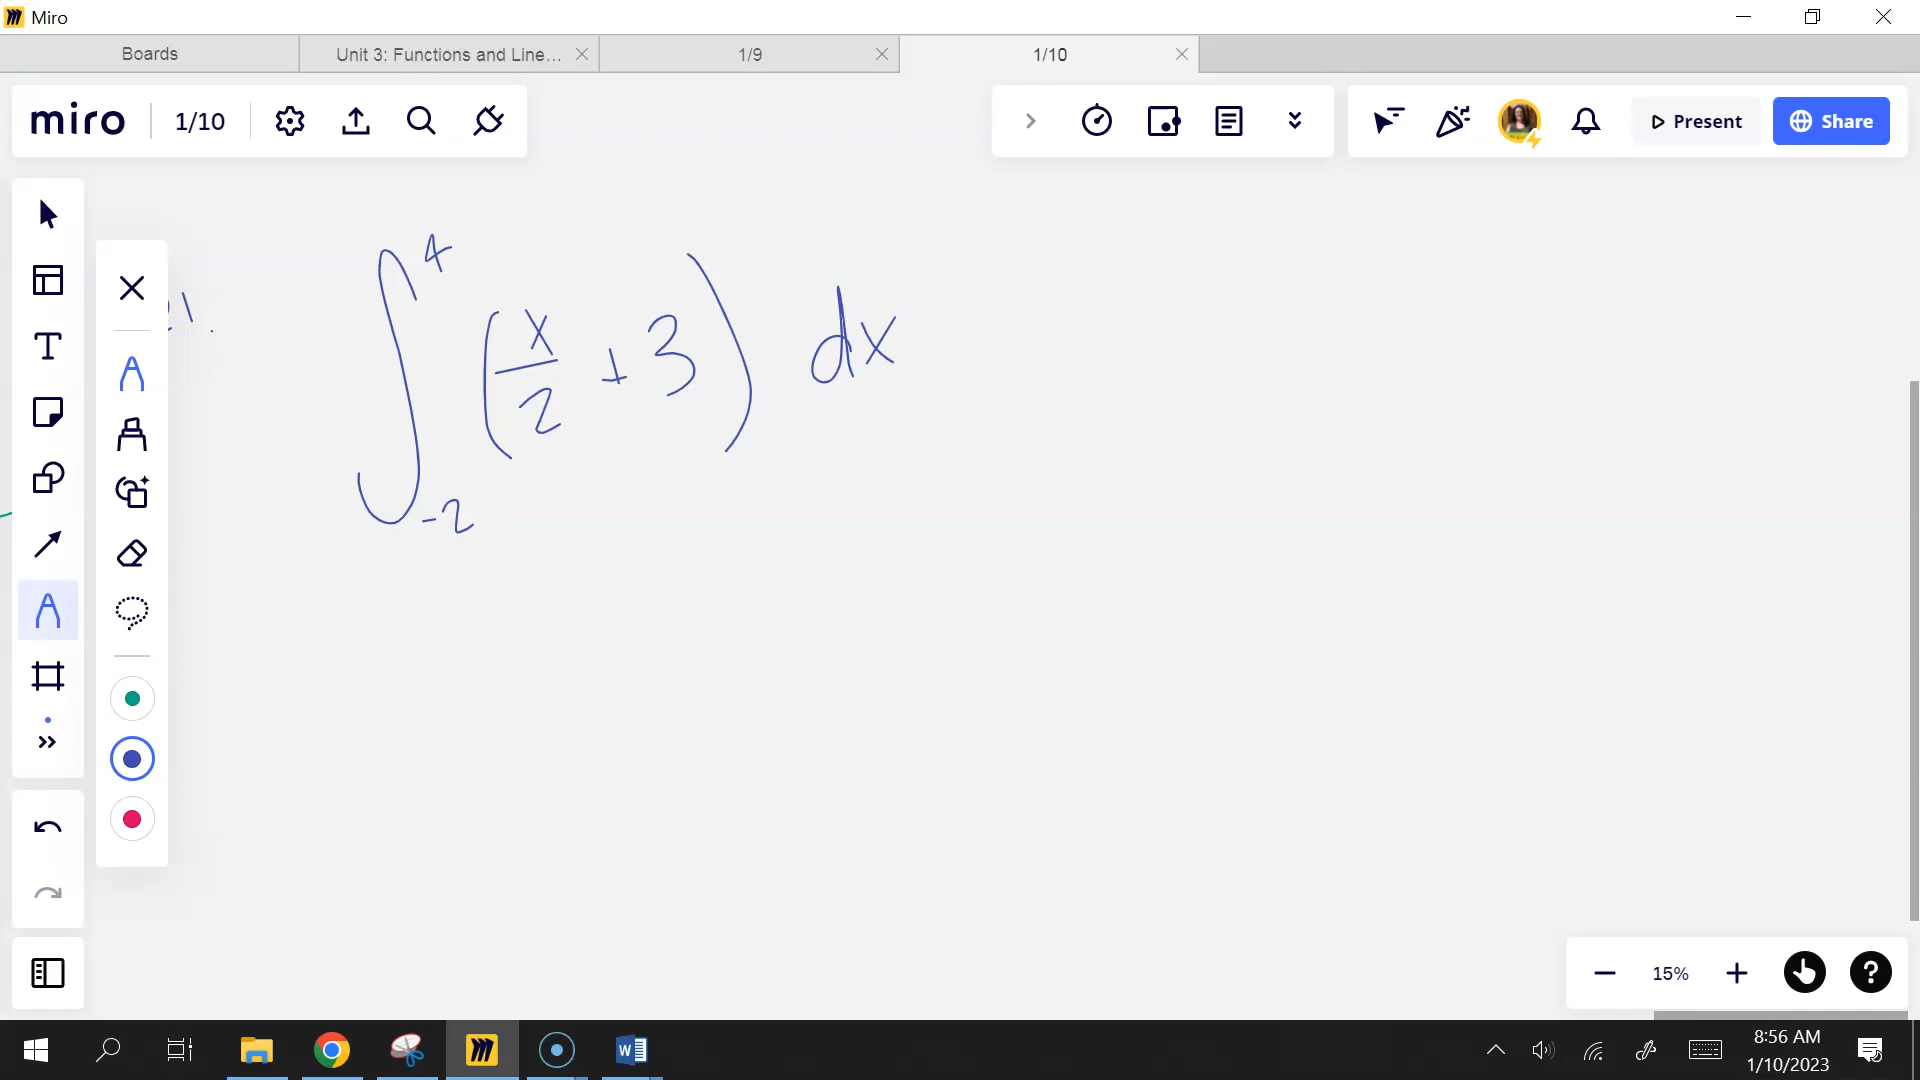 Miro
Boards
Unit 3: Functions and Line...
1/9
1/10
miro
1/10
Present
Share
21.
∫_{-2}^{4} (x/2 + 3) dx
T
15%
?
8:56 AM
1/10/2023